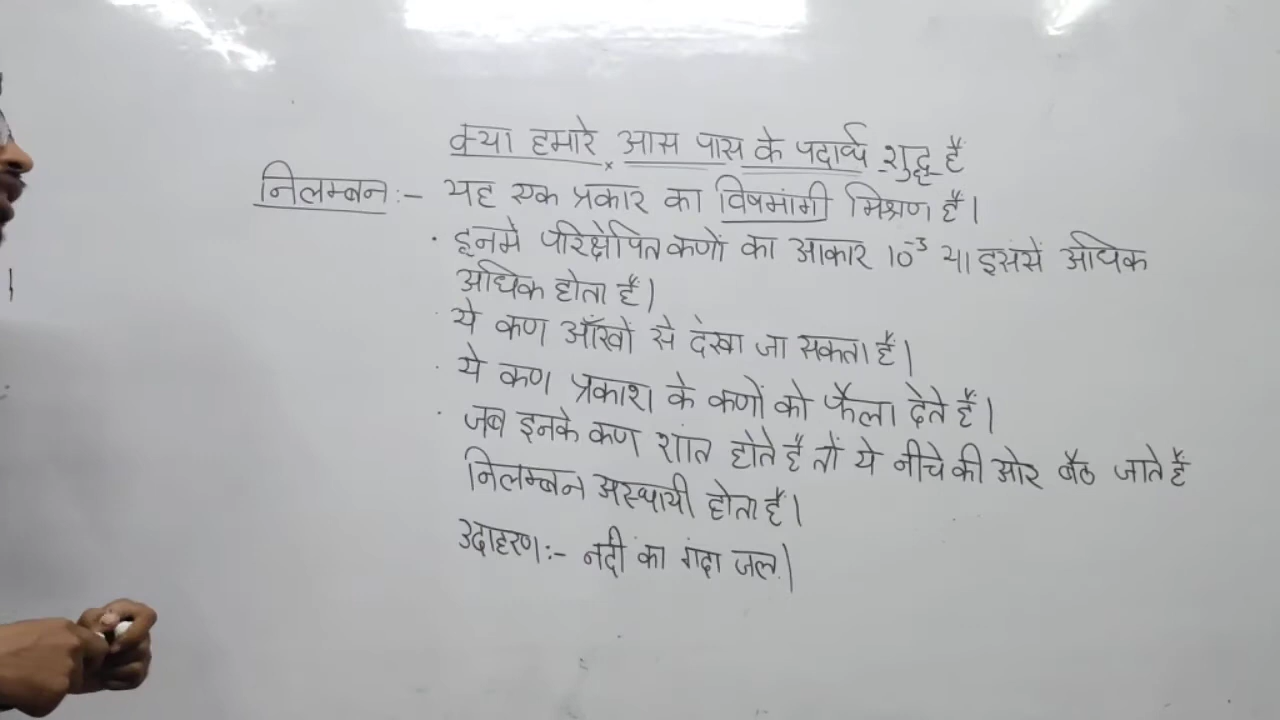 क्या हमारे आस पास के पदार्थ शुद्ध है
निलम्बन :- यह एक प्रकार का विषमांगी मिश्रण है।
· इनमे परिक्षेपित कणों का आकार 10⁻³ या इससे अधिक
अधिक होता है।
· ये कण आँखों से देखा जा सकता है।
· ये कण प्रकाश के कणों को फैला देते है।
· जब इनके कण शांत होते है तो ये नीचे की ओर बैठ जाते है
निलम्बन अस्थायी होता है।
उदाहरण :- नदी का गंदा जल।